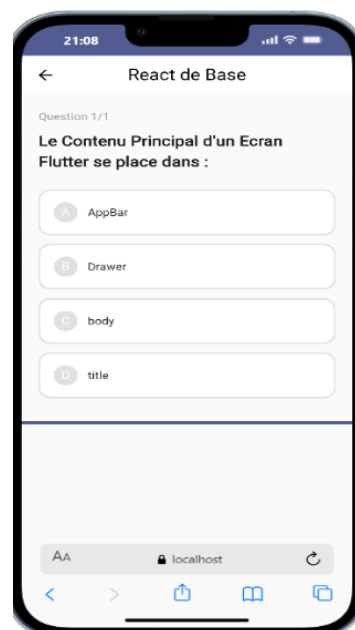 21:08
React de Base
Question 1/1
Le Contenu Principal d'un Ecran
Flutter se place dans :
A AppBar
B Drawer
C body
D title
AA localhost